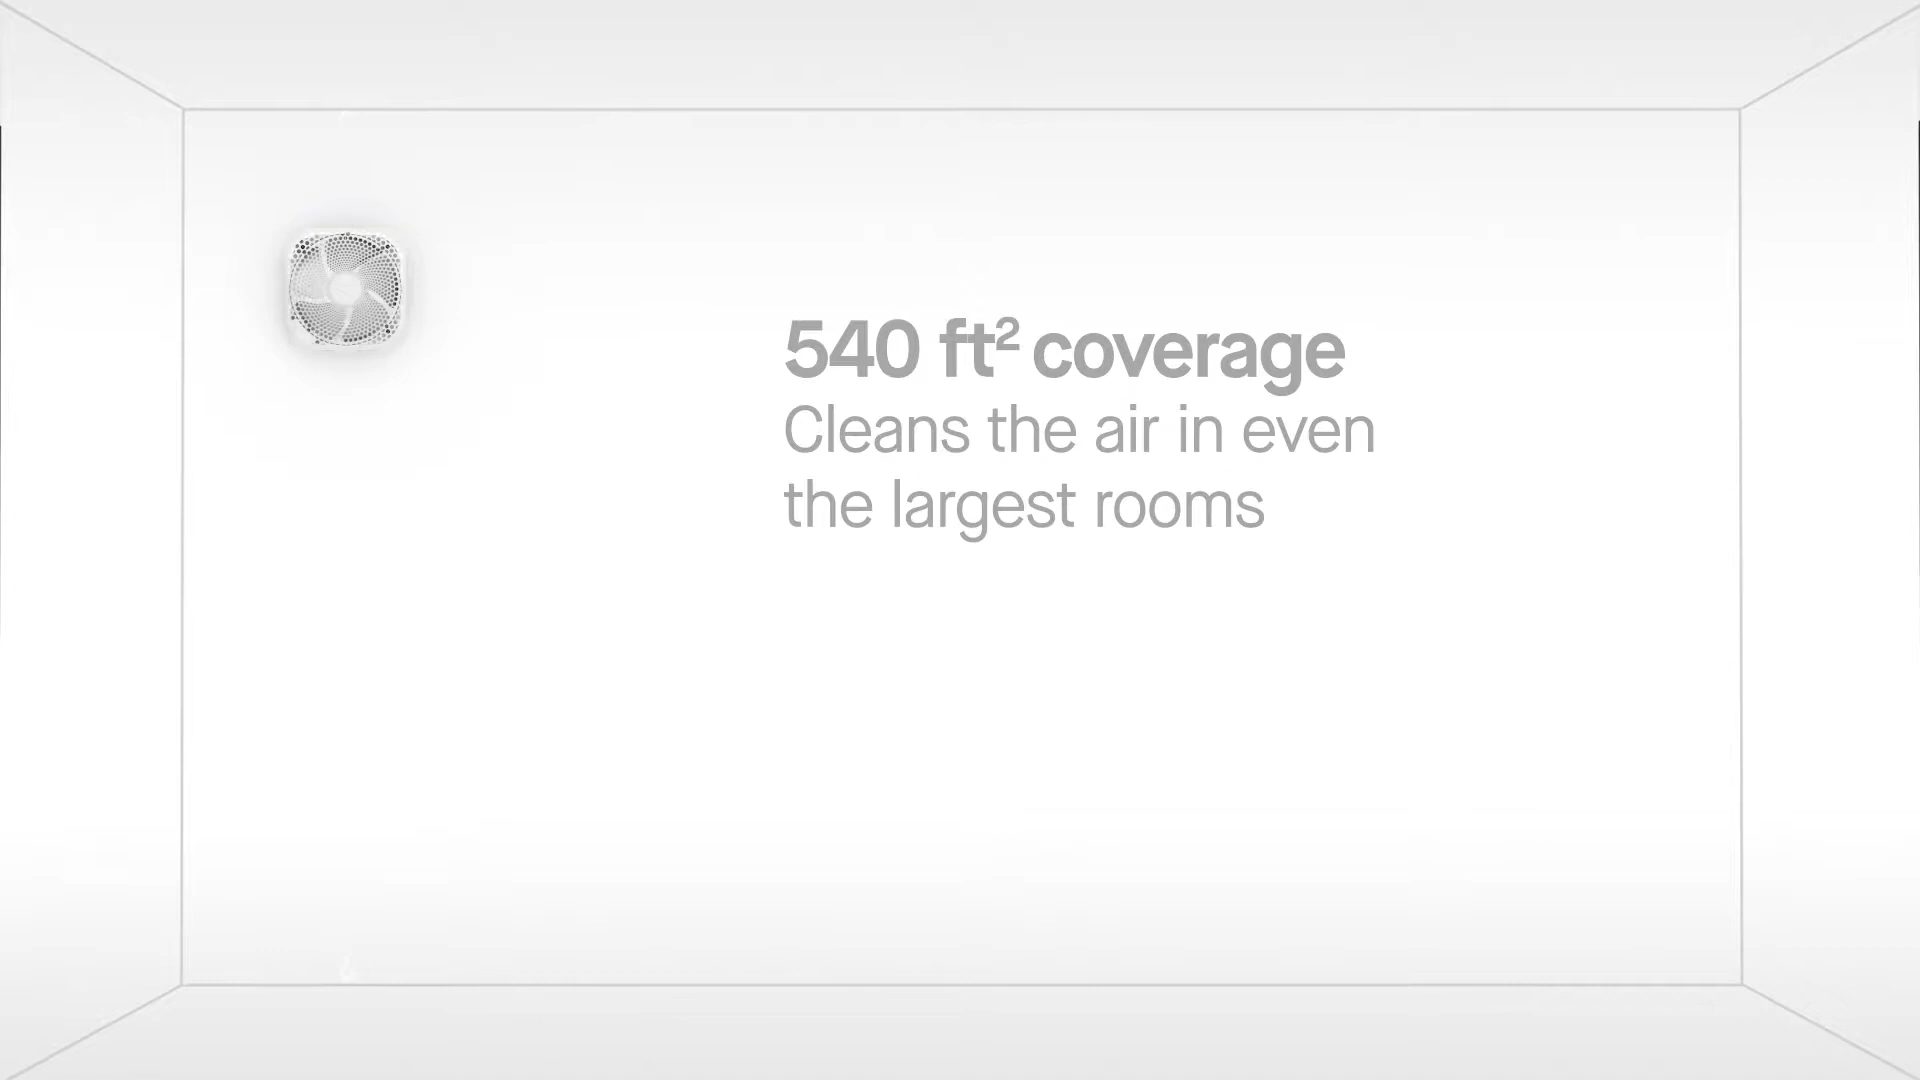 540 ft² coverage
Cleans the air in even
the largest rooms